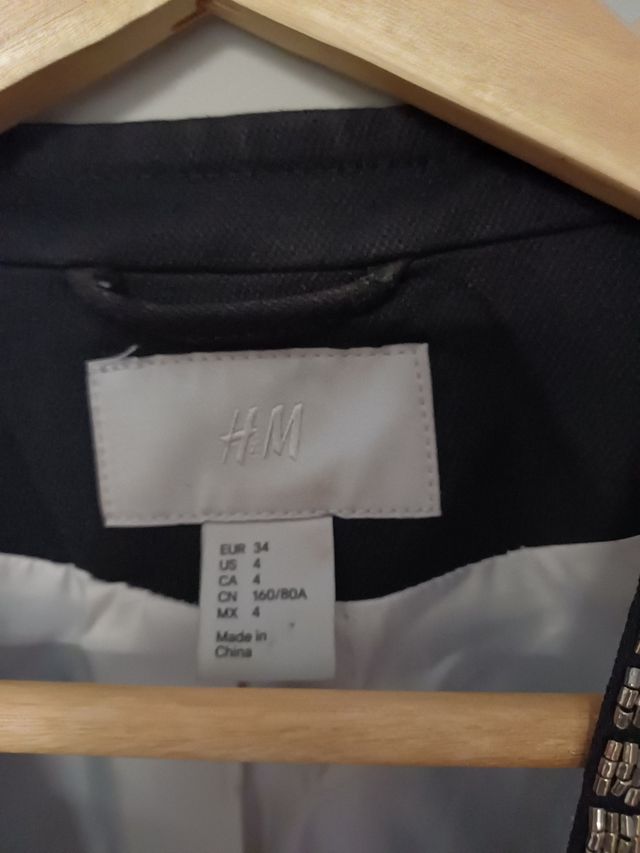 H&M
EUR 34
US 4
CA 4
CN 160/80A
MX 4
Made in
China